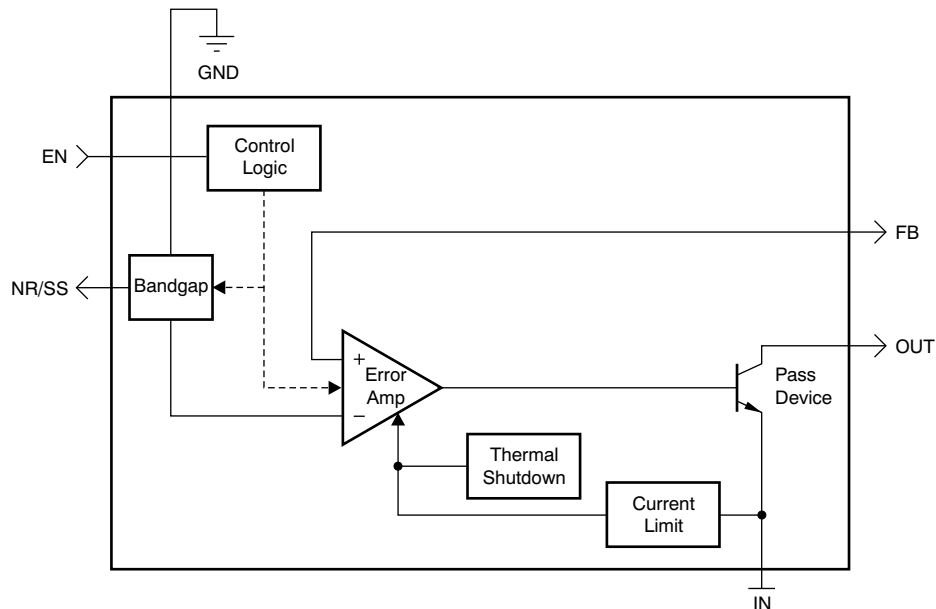 GND
EN
Control
Logic
FB
NR/SS
Bandgap
OUT
+
Error
Amp
−
Pass
Device
Thermal
Shutdown
Current
Limit
IN